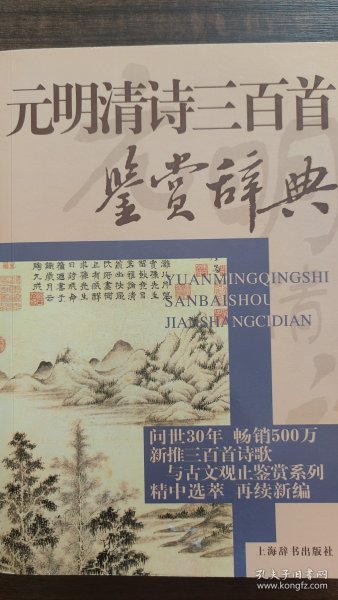 元明清诗三百首
鉴赏辞典
YUANMINGQINGSHI
SANBAISHOU
JIANSHANGCIDIAN
问世30年 畅销500万
新推三百首诗歌
与古文观止鉴赏系列
精中选萃 再续新编
上海辞书出版社
孔夫子旧书网
www.kongfz.com